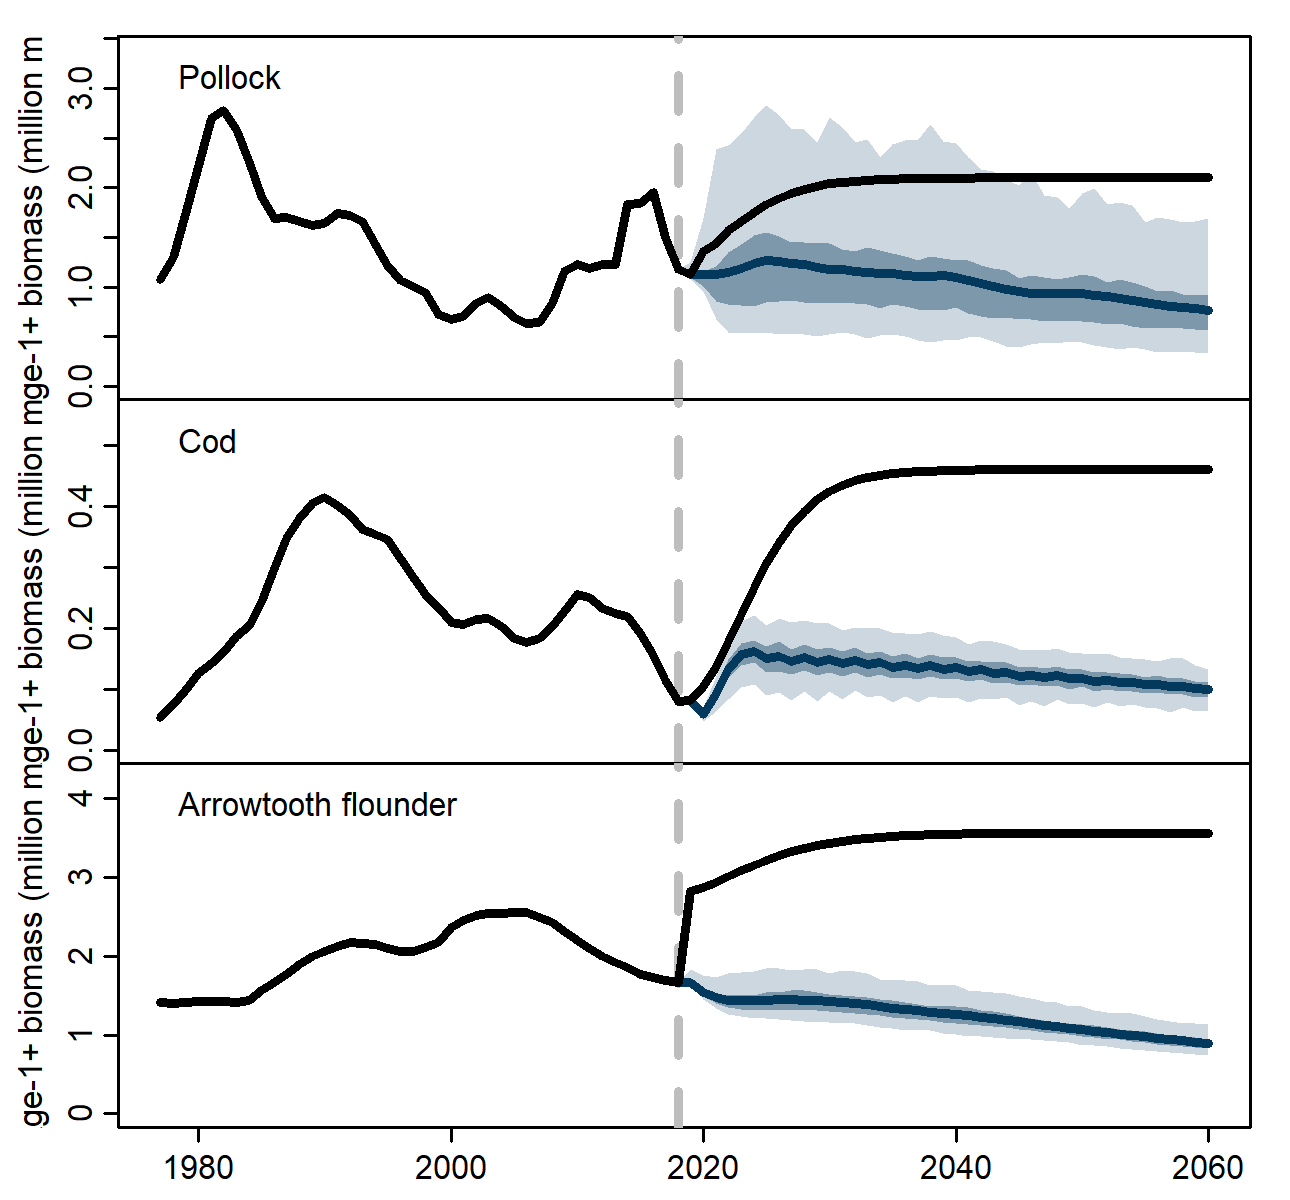 Pollock
ge-1+ biomass (million m
3.0
2.0
1.0
0.0
Cod
ge-1+ biomass (million m
0.4
0.2
0.0
Arrowtooth flounder
ge-1+ biomass (million m
4
3
2
1
0
1980 2000 2020 2040 2060